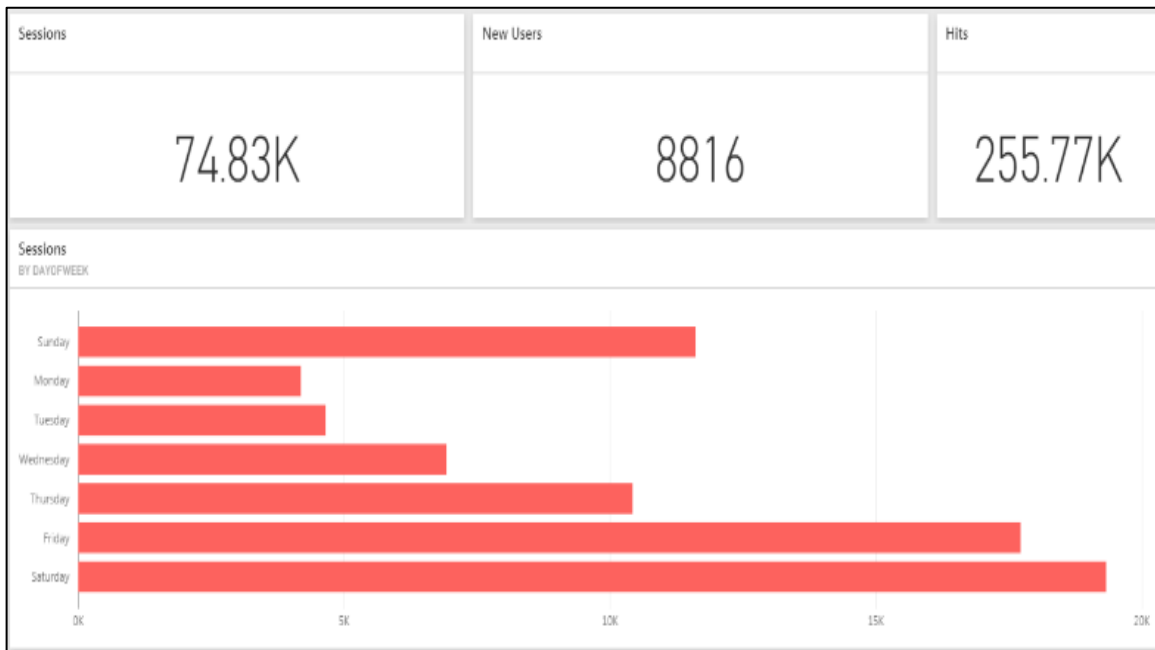 Sessions
New Users
Hits
74.83K
8816
255.77K
Sessions
BY DAYOFWEEK
Sunday
Monday
Tuesday
Wednesday
Thursday
Friday
Saturday
0K
5K
10K
15K
20K